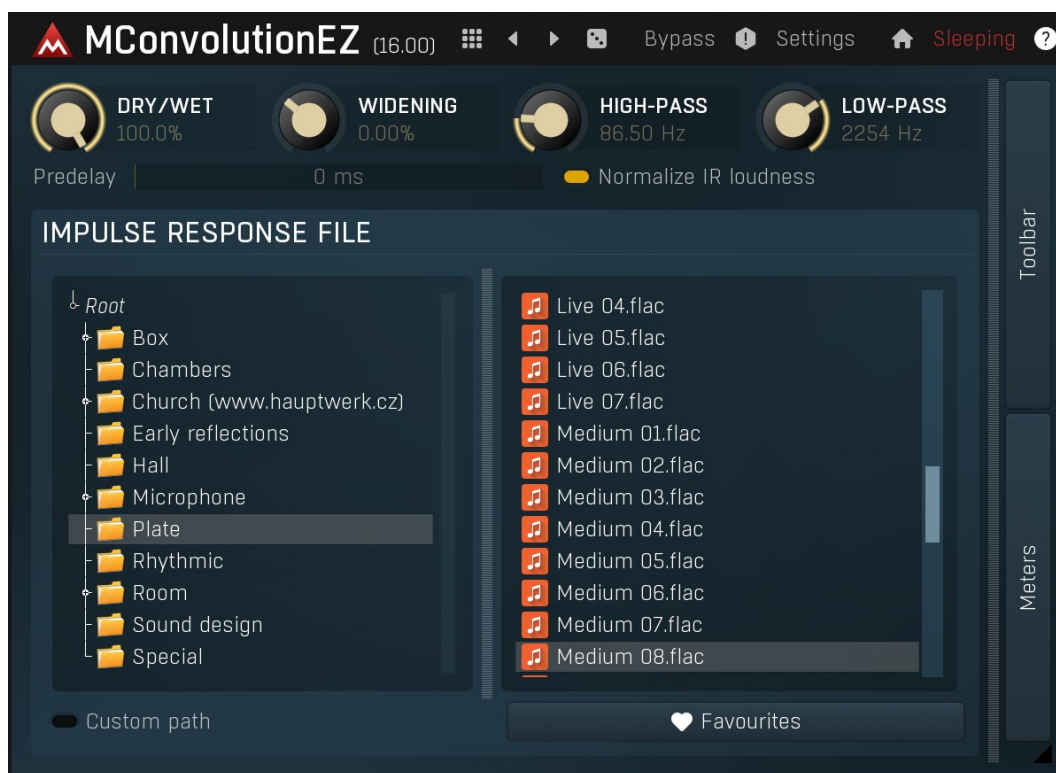 MConvolutionEZ (16.00) Bypass Settings Sleeping ?
DRY/WET WIDENING HIGH-PASS LOW-PASS
100.0% 0.00% 86.50 Hz 2254 Hz
Predelay 0 ms Normalize IR loudness
IMPULSE RESPONSE FILE
Root
Box
Chambers
Church (www.hauptwerk.cz)
Early reflections
Hall
Microphone
Plate
Rhythmic
Room
Sound design
Special
Live 04.flac
Live 05.flac
Live 06.flac
Live 07.flac
Medium 01.flac
Medium 02.flac
Medium 03.flac
Medium 04.flac
Medium 05.flac
Medium 06.flac
Medium 07.flac
Medium 08.flac
Custom path
Favourites
Toolbar
Meters